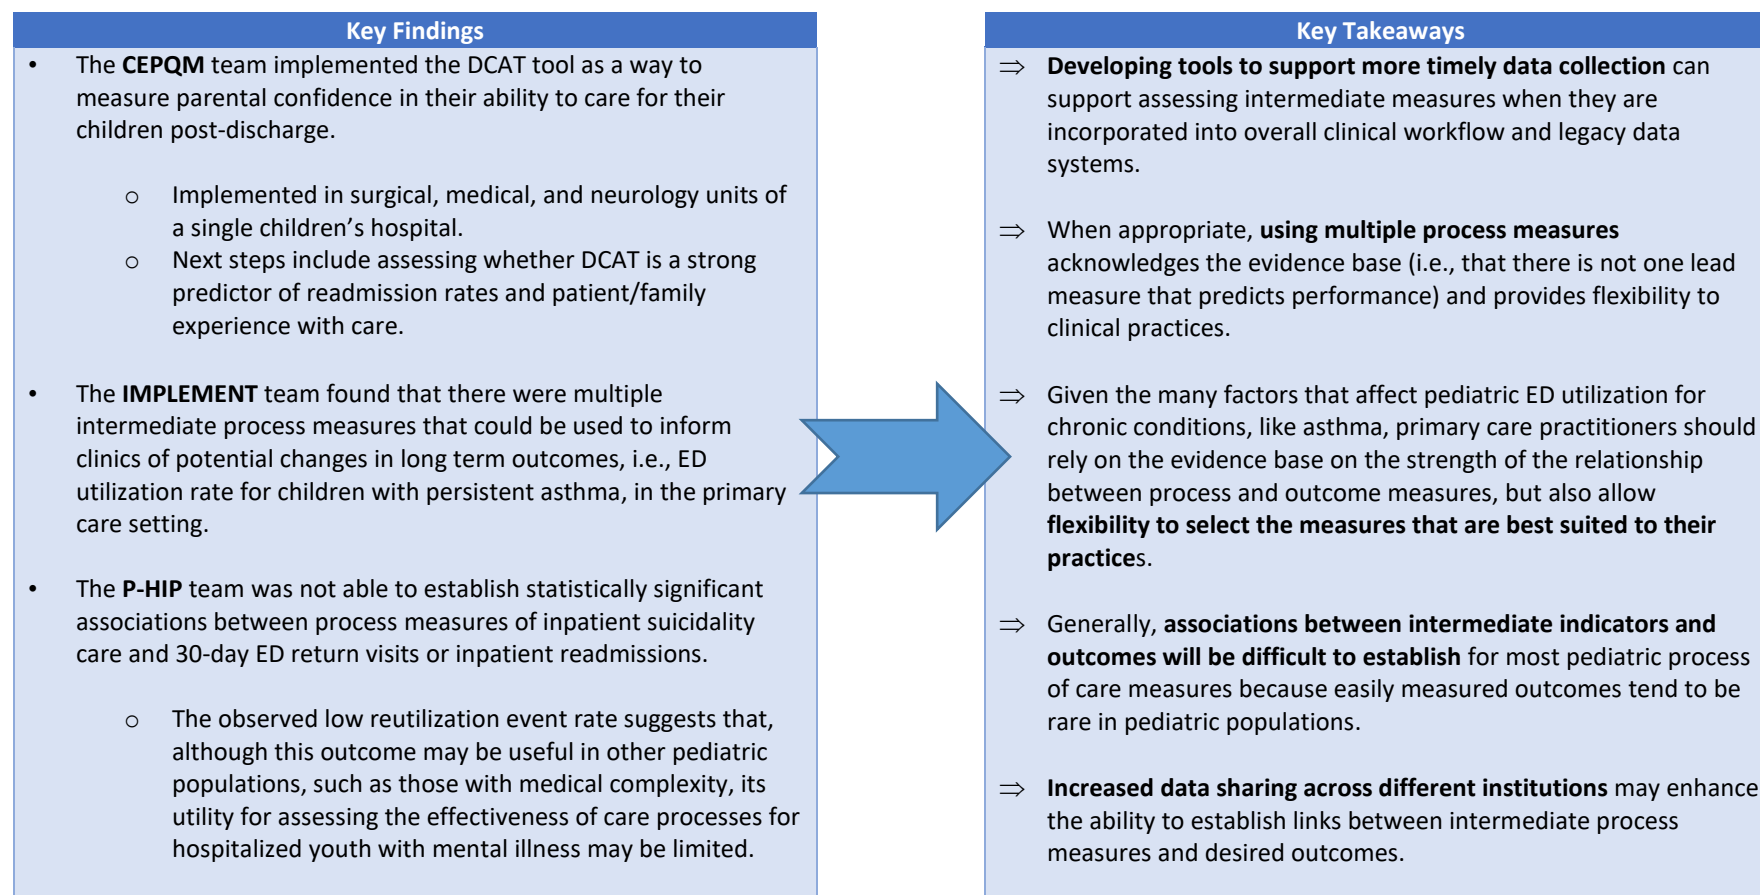 Key Findings
• The CEPQM team implemented the DCAT tool as a way to
measure parental confidence in their ability to care for their
children post-discharge.
o Implemented in surgical, medical, and neurology units of
a single children’s hospital.
o Next steps include assessing whether DCAT is a strong
predictor of readmission rates and patient/family
experience with care.
• The IMPLEMENT team found that there were multiple
intermediate process measures that could be used to inform
clinics of potential changes in long term outcomes, i.e., ED
utilization rate for children with persistent asthma, in the primary
care setting.
• The P-HIP team was not able to establish statistically significant
associations between process measures of inpatient suicidality
care and 30-day ED return visits or inpatient readmissions.
o The observed low reutilization event rate suggests that,
although this outcome may be useful in other pediatric
populations, such as those with medical complexity, its
utility for assessing the effectiveness of care processes for
hospitalized youth with mental illness may be limited.
Key Takeaways
⇒ Developing tools to support more timely data collection can
support assessing intermediate measures when they are
incorporated into overall clinical workflow and legacy data
systems.
⇒ When appropriate, using multiple process measures
acknowledges the evidence base (i.e., that there is not one lead
measure that predicts performance) and provides flexibility to
clinical practices.
⇒ Given the many factors that affect pediatric ED utilization for
chronic conditions, like asthma, primary care practitioners should
rely on the evidence base on the strength of the relationship
between process and outcome measures, but also allow
flexibility to select the measures that are best suited to their
practices.
⇒ Generally, associations between intermediate indicators and
outcomes will be difficult to establish for most pediatric process
of care measures because easily measured outcomes tend to be
rare in pediatric populations.
⇒ Increased data sharing across different institutions may enhance
the ability to establish links between intermediate process
measures and desired outcomes.